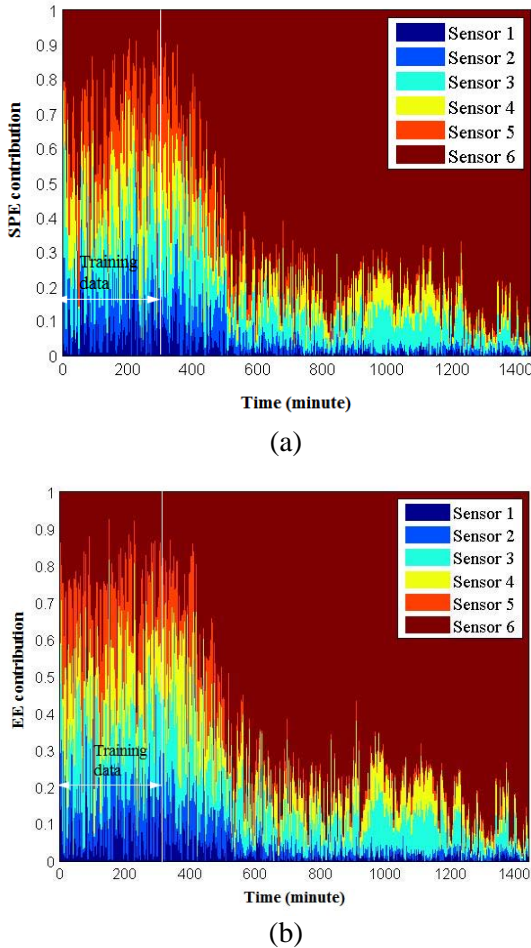 1
0.9
0.8
0.7
0.6
0.5
0.4
0.3
0.2
0.1
0
SPE contribution
Sensor 1
Sensor 2
Sensor 3
Sensor 4
Sensor 5
Sensor 6
Training
data
0 200 400 600 800 1000 1200 1400
Time (minute)
(a)
1
0.9
0.8
0.7
0.6
0.5
0.4
0.3
0.2
0.1
0
EE contribution
Sensor 1
Sensor 2
Sensor 3
Sensor 4
Sensor 5
Sensor 6
Training
data
0 200 400 600 800 1000 1200 1400
Time (minute)
(b)